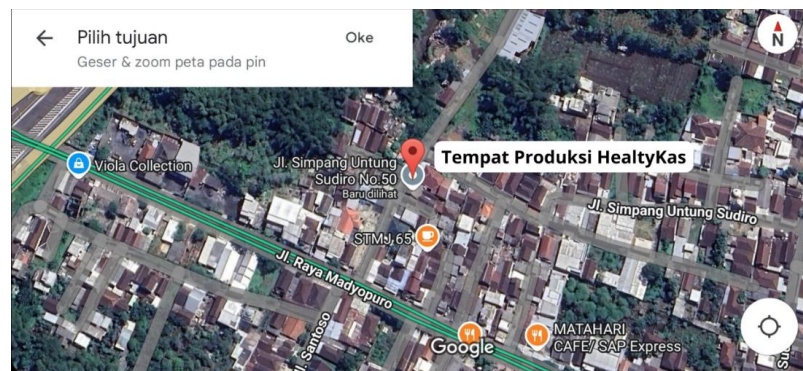 Pilih tujuan
Oke
Geser & zoom peta pada pin
N
Viola Collection
Jl. Simpang Untung
Sudiro No.50
Baru dilihat
Tempat Produksi HealtyKas
Jl. Simpang Untung Sudiro
STMJ 65
Jl. Raya Madyopuro
Jl. Santoso
Google
MATAHARI
CAFE/ SAP Express